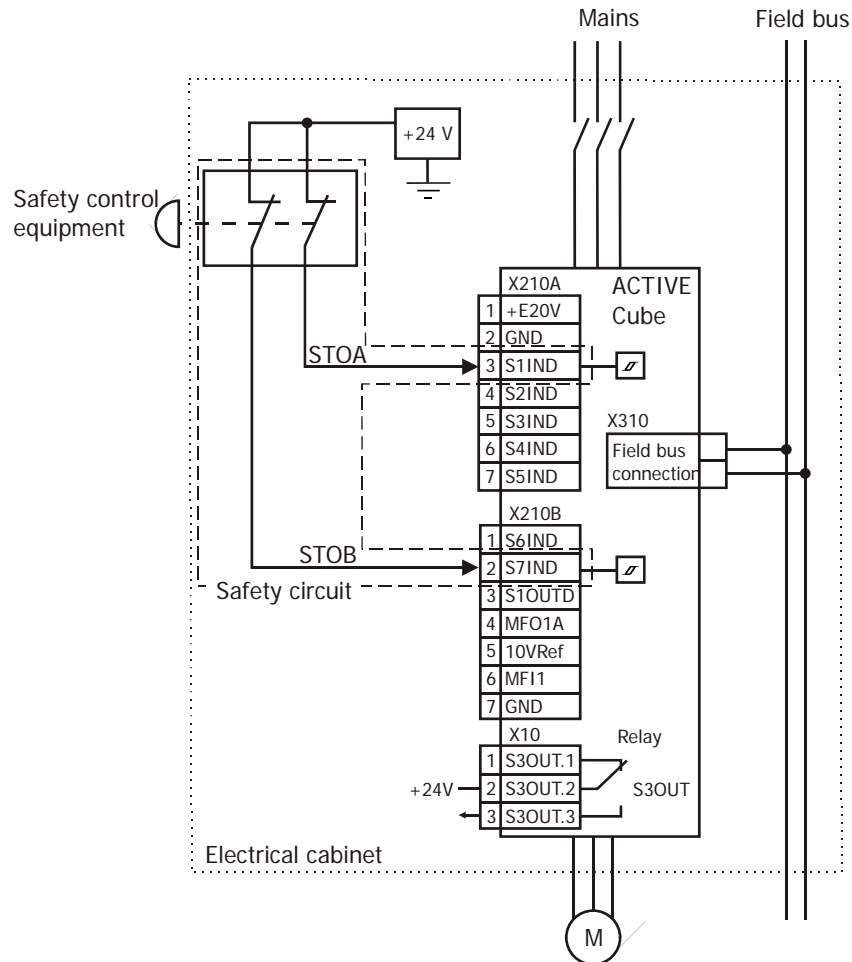 Mains
Field bus
+24 V
Safety control
equipment
X210A
ACTIVE
Cube
1 +E20V
2 GND
STOA
3 S1IND
4 S2IND
5 S3IND
6 S4IND
7 S5IND
X310
Field bus
connection
X210B
1 S6IND
STOB
2 S7IND
Safety circuit
3 S1OUTD
4 MFO1A
5 10VRef
6 MFI1
7 GND
X10
Relay
1 S3OUT.1
+24V
2 S3OUT.2
S3OUT
3 S3OUT.3
Electrical cabinet
M